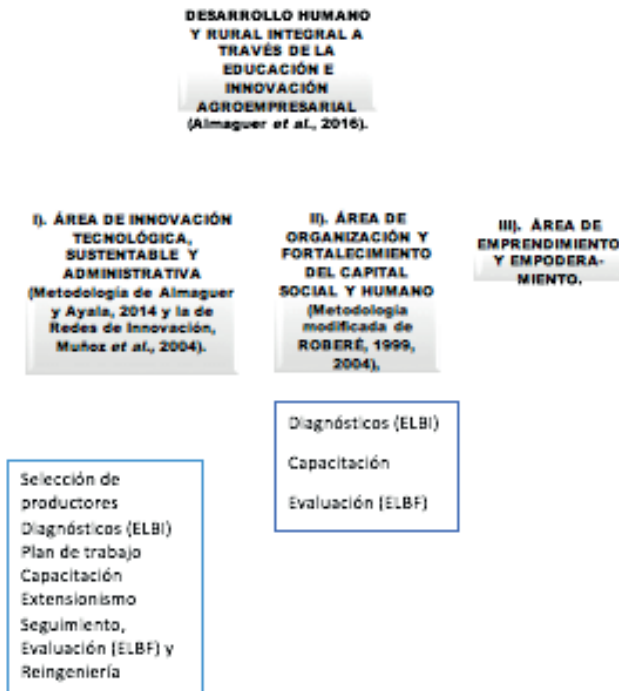 DESARROLLO HUMANO
Y RURAL INTEGRAL A
TRAVÉS DE LA
EDUCACIÓN E
INNOVACIÓN
AGROEMPRESARIAL
(Almaguer et al., 2016).
I). ÁREA DE INNOVACIÓN
TECNOLÓGICA,
SUSTENTABLE Y
ADMINISTRATIVA
(Metodología de Almaguer
y Ayala, 2014 y la de
Redes de Innovación,
Muñoz et al., 2004).
II). ÁREA DE
ORGANIZACIÓN Y
FORTALECIMIENTO
DEL CAPITAL
SOCIAL Y HUMANO
(Metodología
modificada de
ROBERÉ, 1999,
2004),
III). ÁREA DE
EMPRENDIMIENTO
Y EMPODERA-
MIENTO.
Selección de
productores
Diagnósticos (ELBI)
Plan de trabajo
Capacitación
Extensionismo
Seguimiento,
Evaluación (ELBF) y
Reingeniería
Diagnósticos (ELBI)
Capacitación
Evaluación (ELBF)